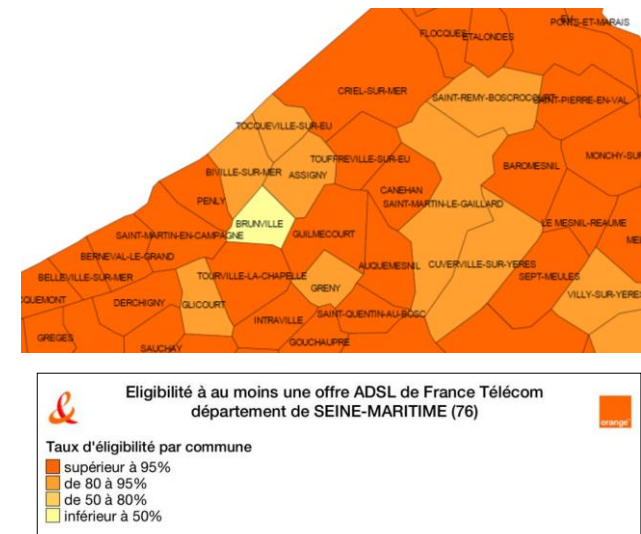 EU
PONTS-ET-MARAIS
FLOCQUES
ETALONDES
CRIEL-SUR-MER
SAINT-REMY-BOSCROCOURT
SAINT-PIERRE-EN-VAL
TOCQUEVILLE-SUR-EU
TOUFFREVILLE-SUR-EU
MONCHY-SUR
BAROMESNIL
BIVILLE-SUR-MER
ASSIGNY
CANEHAN
PENLY
SAINT-MARTIN-LE-GAILLARD
BRUNVILLE
LE MESNIL-REAUME
SAINT-MARTIN-EN-CAMPAGNE
GUILMECOURT
ME
BERNEVAL-LE-GRAND
AUQUEMESNIL
CUVERVILLE-SUR-YERES
BELLEVILLE-SUR-MER
TOURVILLE-LA-CHAPELLE
SEPT-MEULES
GRENY
VILLY-SUR-YERES
QUEMONT
DERCHIGNY
GLICOURT
SAINT-QUENTIN-AU-BOSC
INTRAVILLE
GREGES
GOUCHAUPRE
SAUCHAY
Eligibilité à au moins une offre ADSL de France Télécom
département de SEINE-MARITIME (76)
orange
Taux d'éligibilité par commune
supérieur à 95%
de 80 à 95%
de 50 à 80%
inférieur à 50%